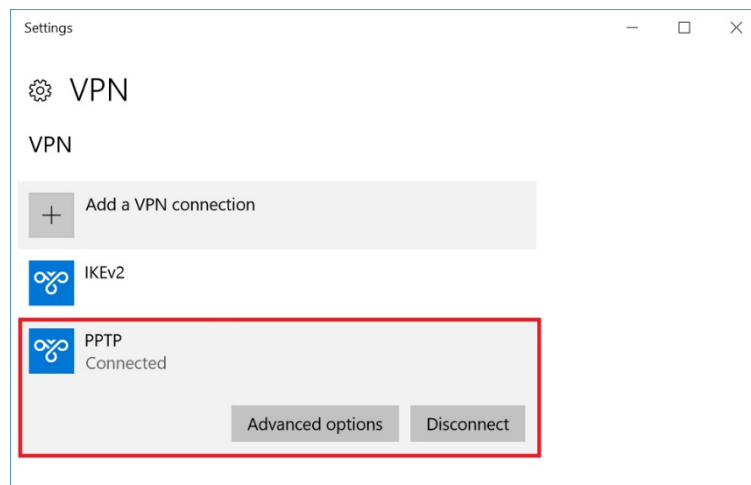 Settings
VPN
VPN
Add a VPN connection
IKEv2
PPTP
Connected
Advanced options Disconnect